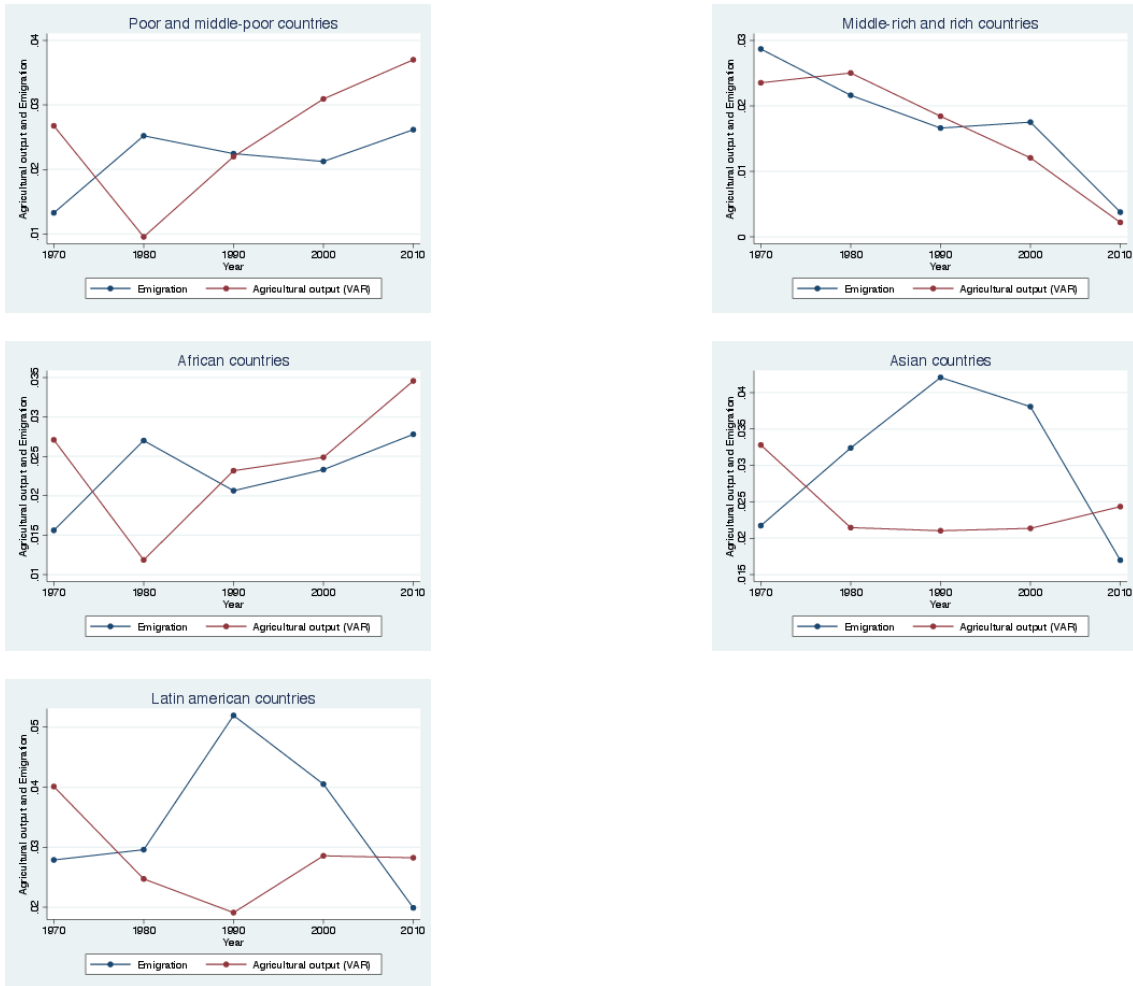 Poor and middle-poor countries
Agricultural output and Emigration
.04
.03
.02
.01
1970 1980 1990 2000 2010
Year
Emigration Agricultural output (VAR)
Middle-rich and rich countries
Agricultural output and Emigration
.03
.02
.01
0
1970 1980 1990 2000 2010
Year
Emigration Agricultural output (VAR)
African countries
Agricultural output and Emigration
.035
.03
.025
.02
.015
.01
1970 1980 1990 2000 2010
Year
Emigration Agricultural output (VAR)
Asian countries
Agricultural output and Emigration
.04
.035
.03
.025
.02
.015
1970 1980 1990 2000 2010
Year
Emigration Agricultural output (VAR)
Latin american countries
Agricultural output and Emigration
.05
.04
.03
.02
1970 1980 1990 2000 2010
Year
Emigration Agricultural output (VAR)